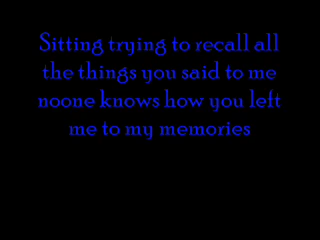 Sitting trying to recall all
the things you said to me
noone knows how you left
me to my memories